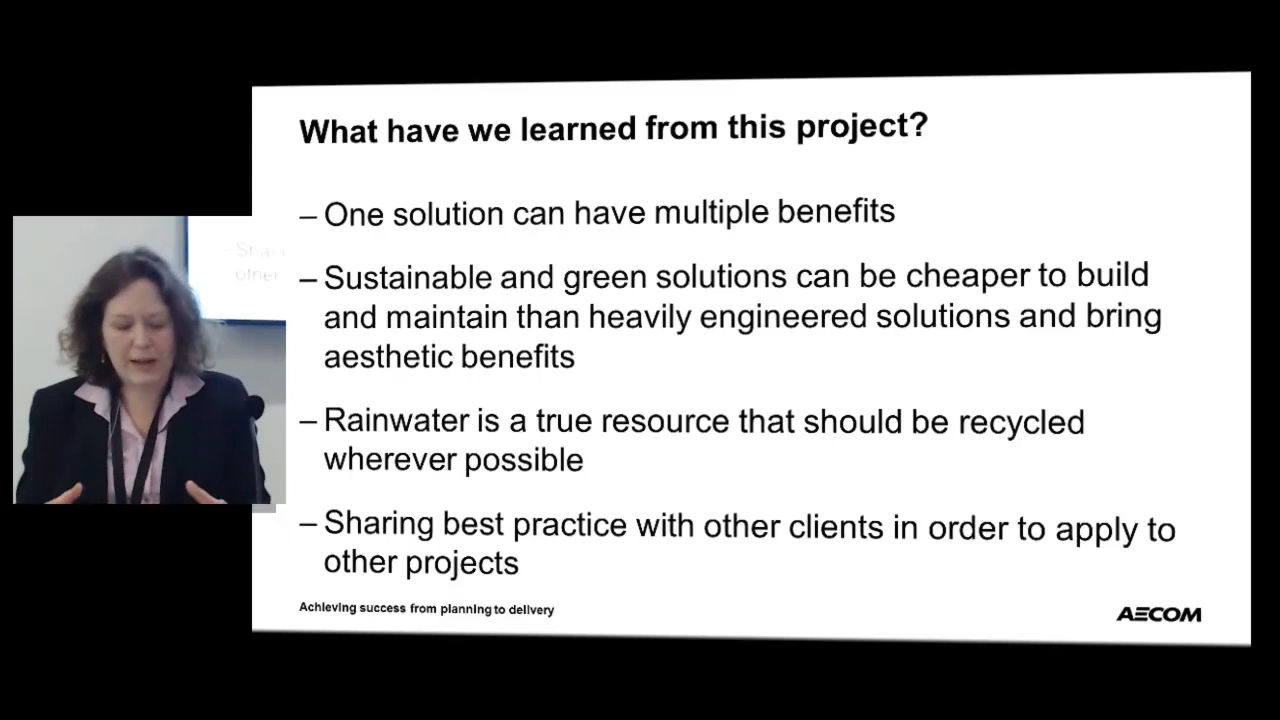 What have we learned from this project?
– One solution can have multiple benefits
– Sustainable and green solutions can be cheaper to build
and maintain than heavily engineered solutions and bring
aesthetic benefits
– Rainwater is a true resource that should be recycled
wherever possible
– Sharing best practice with other clients in order to apply to
other projects
Achieving success from planning to delivery
AECOM
other